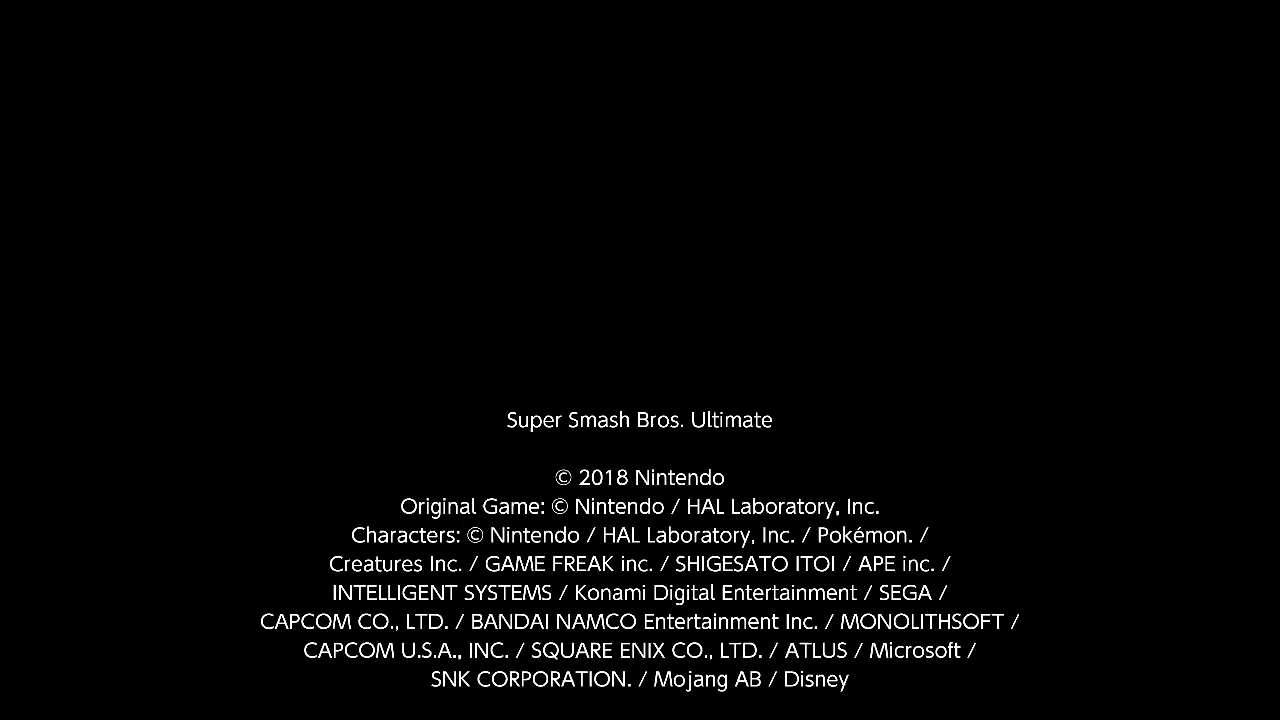 Super Smash Bros. Ultimate
© 2018 Nintendo
Original Game: © Nintendo / HAL Laboratory, Inc.
Characters: © Nintendo / HAL Laboratory, Inc. / Pokémon. /
Creatures Inc. / GAME FREAK inc. / SHIGESATO ITOI / APE inc. /
INTELLIGENT SYSTEMS / Konami Digital Entertainment / SEGA /
CAPCOM CO., LTD. / BANDAI NAMCO Entertainment Inc. / MONOLITHSOFT /
CAPCOM U.S.A., INC. / SQUARE ENIX CO., LTD. / ATLUS / Microsoft /
SNK CORPORATION. / Mojang AB / Disney